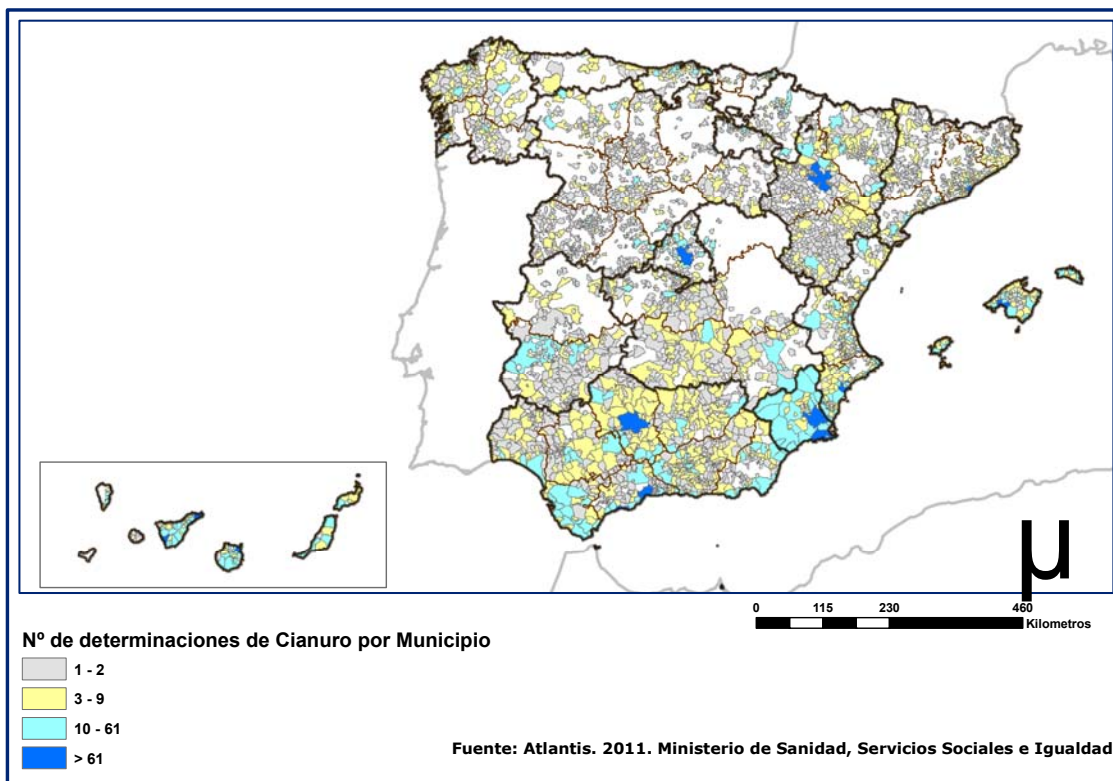 µ
0 115 230 460
Kilometros
Nº de determinaciones de Cianuro por Municipio
1 - 2
3 - 9
10 - 61
> 61
Fuente: Atlantis. 2011. Ministerio de Sanidad, Servicios Sociales e Igualdad